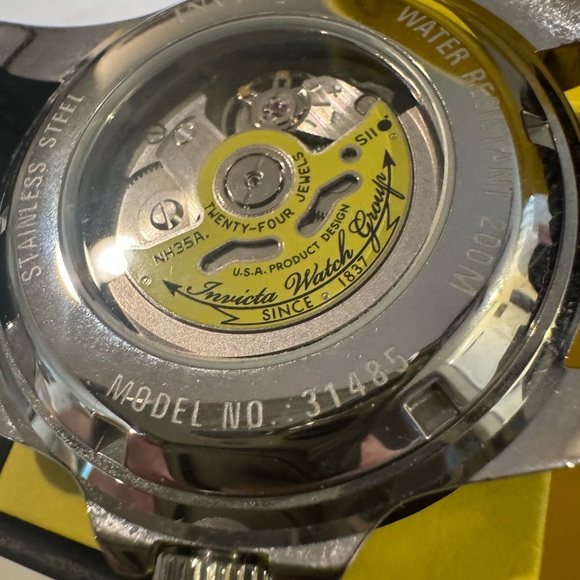 STAINLESS STEEL
WATER RESISTANT 200M
MODEL NO. 31485
SII
TWENTY-FOUR JEWELS
NH35A.
U.S.A. PRODUCT DESIGN
Invicta Watch Group
SINCE 1837